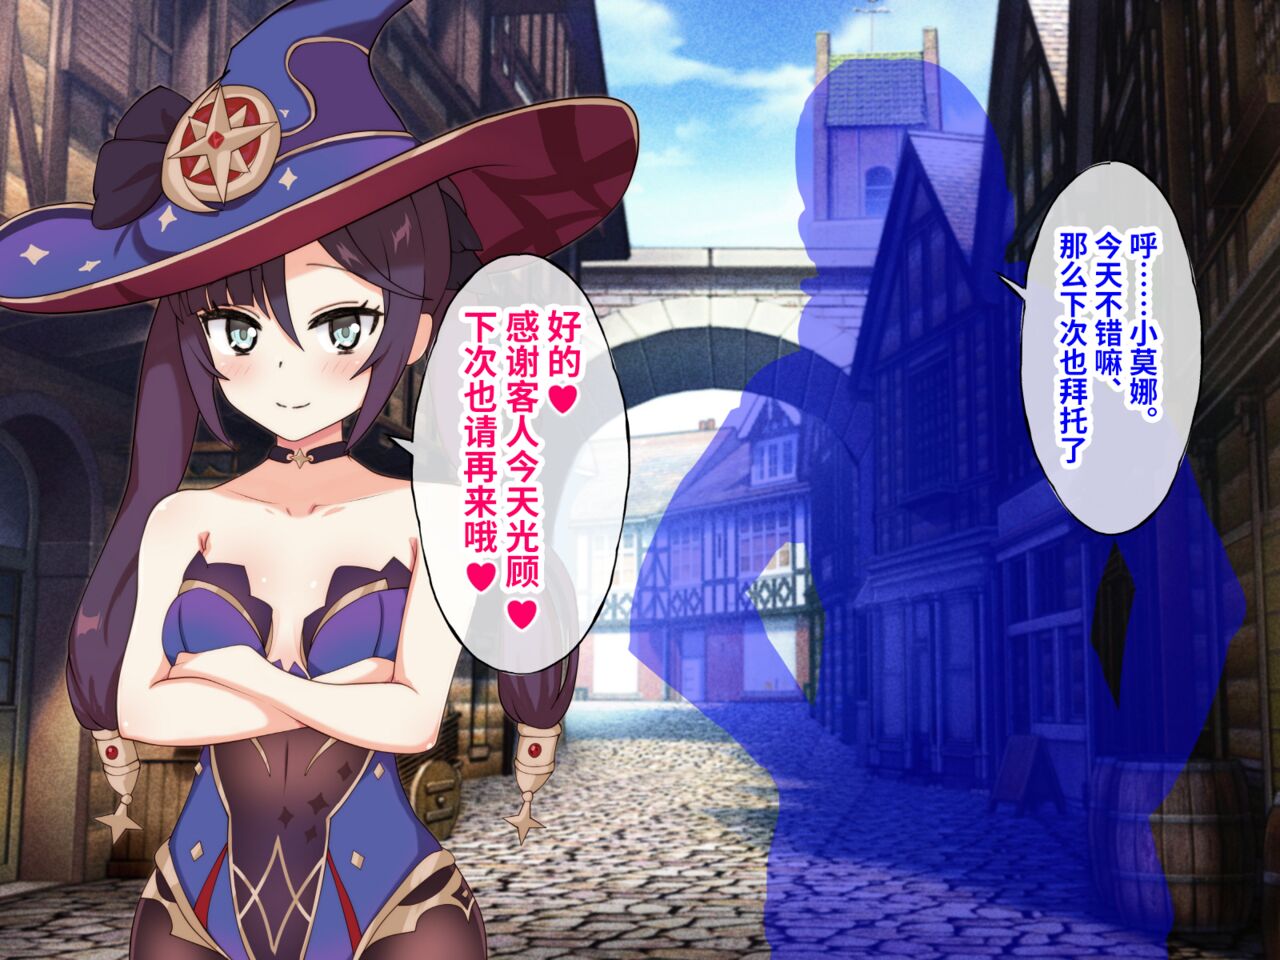 呼………小莫娜。
今天不错嘛、
那么下次也拜托了
好的♥
感谢客人今天光顾♥
下次也请再来哦♥